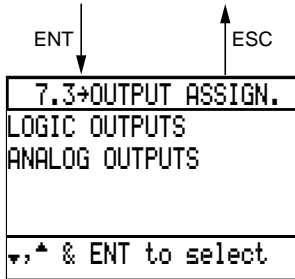 ENT ESC
7.3→OUTPUT ASSIGN.
LOGIC OUTPUTS
ANALOG OUTPUTS
▾,▴ & ENT to select